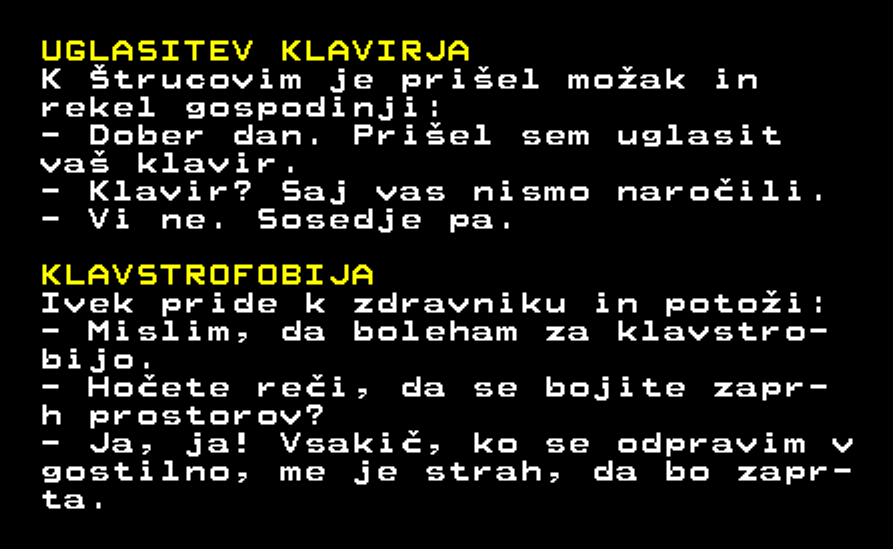 UGLASITEV KLAVIRJA
K Štrucovim je prišel možak in
rekel gospodinji:
- Dober dan. Prišel sem uglasit
vaš klavir.
- Klavir? Saj vas nismo naročili.
- Vi ne. Sosedje pa.
KLAVSTROFOBIJA
Ivek pride k zdravniku in potoži:
- Mislim, da boleham za klavstro-
bijo.
- Hočete reči, da se bojite zapr-
h prostorov?
- Ja, ja! Vsakič, ko se odpravim v
gostilno, me je strah, da bo zapr-
ta.